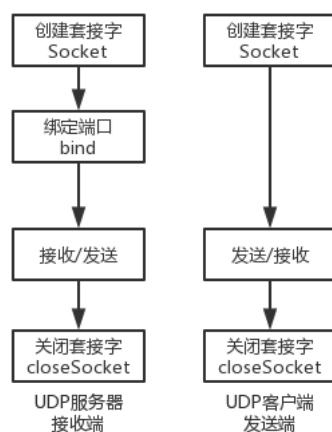 创建套接字
Socket
绑定端口
bind
接收/发送
关闭套接字
closeSocket
UDP服务器
接收端
创建套接字
Socket
发送/接收
关闭套接字
closeSocket
UDP客户端
发送端